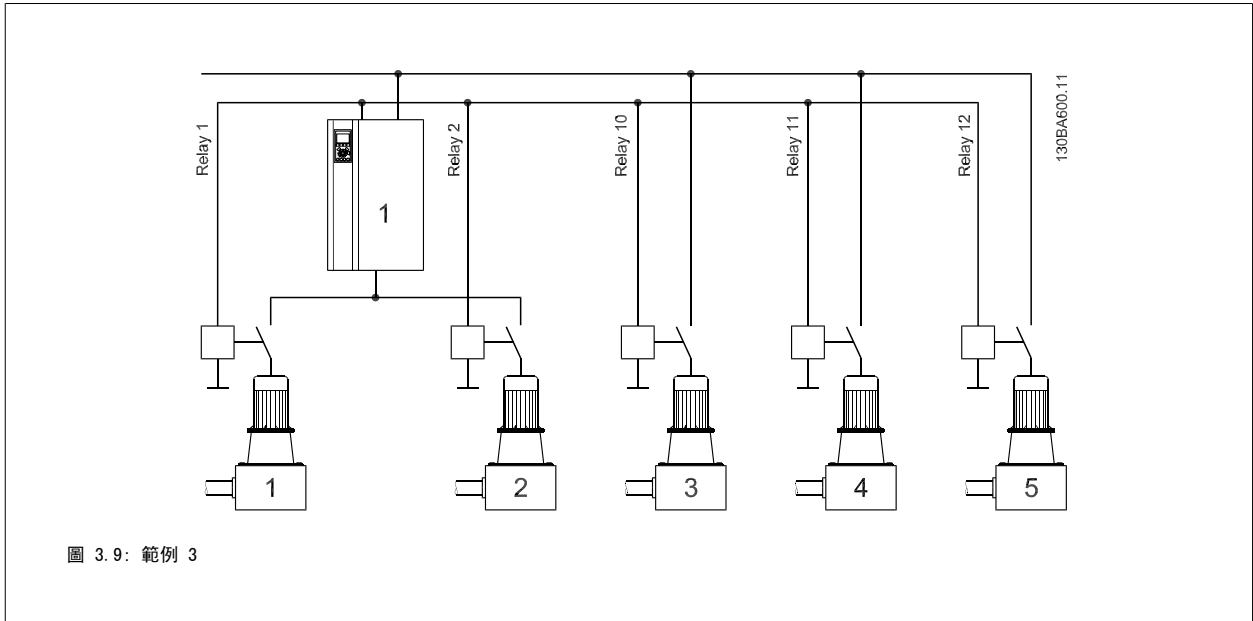 Relay 1
Relay 2
Relay 10
Relay 11
Relay 12
130BA600.11
1
1
2
3
4
5
圖 3.9: 範例 3